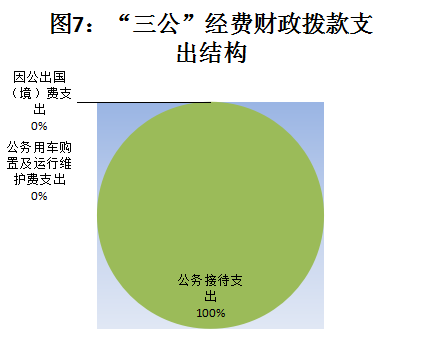 图7：“三公”经费财政拨款支
出结构
因公出国
（境）费支
出
0%
公务用车购
置及运行维
护费支出
0%
公务接待支
出
100%